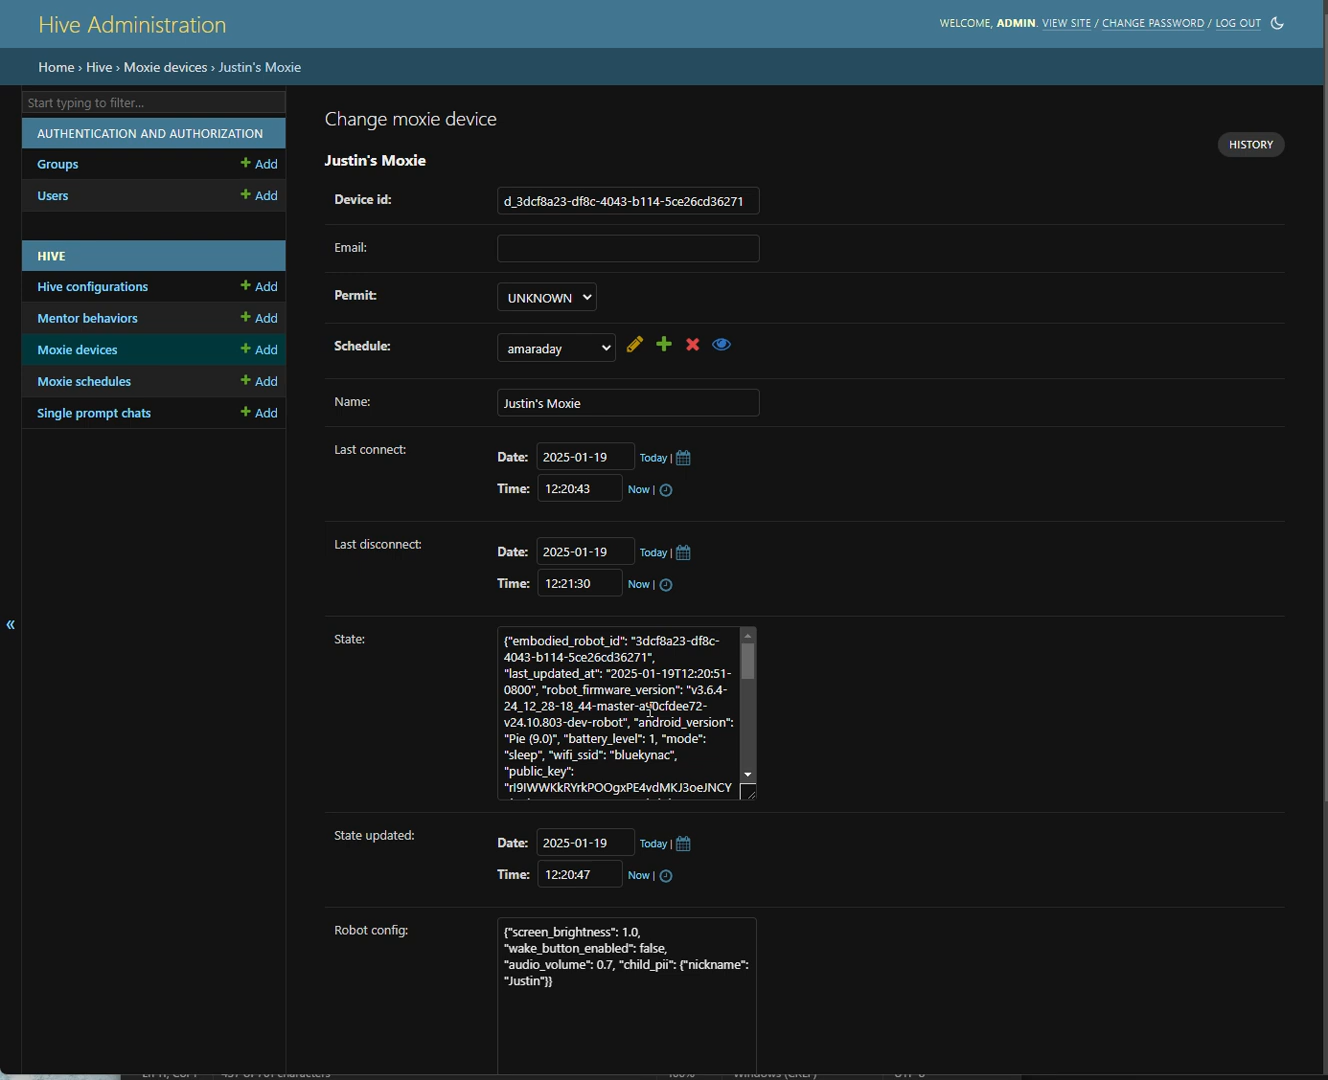 Hive Administration
WELCOME, ADMIN. VIEW SITE / CHANGE PASSWORD / LOG OUT
Home › Hive › Moxie devices › Justin's Moxie
Start typing to filter...
AUTHENTICATION AND AUTHORIZATION
Groups + Add
Users + Add
HIVE
Hive configurations + Add
Mentor behaviors + Add
Moxie devices + Add
Moxie schedules + Add
Single prompt chats + Add
«
Change moxie device
HISTORY
Justin's Moxie
Device id: d_3dcf8a23-df8c-4043-b114-5ce26cd36271
Email:
Permit: UNKNOWN
Schedule: amaraday
Name: Justin's Moxie
Last connect:
Date: 2025-01-19 Today |
Time: 12:20:43 Now |
Last disconnect:
Date: 2025-01-19 Today |
Time: 12:21:30 Now |
State:
{"embodied_robot_id": "3dcf8a23-df8c-
4043-b114-5ce26cd36271",
"last_updated_at": "2025-01-19T12:20:51-
0800", "robot_firmware_version": "v3.6.4-
24_12_28-18_44-master-
v24.10.803-dev-robot", "android_version":
"Pie (9.0)", "battery_level": 1, "mode":
"sleep", "wifi_ssid": "bluekynac",
"public_key":
"rI9IWWKkRYrkPOOgxPE4vdMKJ3oeJNCY
State updated:
Date: 2025-01-19 Today |
Time: 12:20:47 Now |
Robot config:
{"screen_brightness": 1.0,
"wake_button_enabled": false,
"audio_volume": 0.7, "child_pii": {"nickname":
"Justin"}}